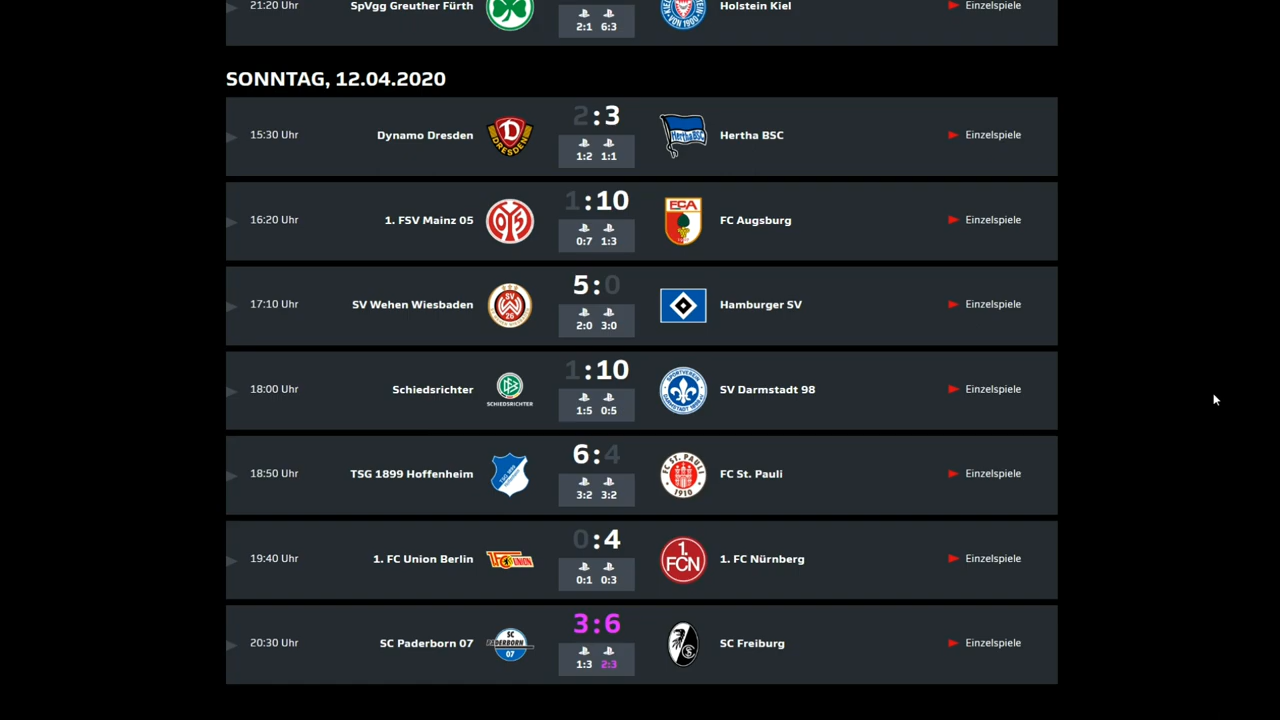 21:20 Uhr SpVgg Greuther Fürth 2:1 6:3 Holstein Kiel Einzelspiele
SONNTAG, 12.04.2020
2:3
15:30 Uhr Dynamo Dresden Hertha BSC Einzelspiele
1:2 1:1
1:10
16:20 Uhr 1. FSV Mainz 05 FC Augsburg Einzelspiele
0:7 1:3
5:0
17:10 Uhr SV Wehen Wiesbaden Hamburger SV Einzelspiele
2:0 3:0
1:10
18:00 Uhr Schiedsrichter SV Darmstadt 98 Einzelspiele
1:5 0:5
6:4
18:50 Uhr TSG 1899 Hoffenheim FC St. Pauli Einzelspiele
3:2 3:2
0:4
19:40 Uhr 1. FC Union Berlin 1. FC Nürnberg Einzelspiele
0:1 0:3
3:6
20:30 Uhr SC Paderborn 07 SC Freiburg Einzelspiele
1:3 2:3